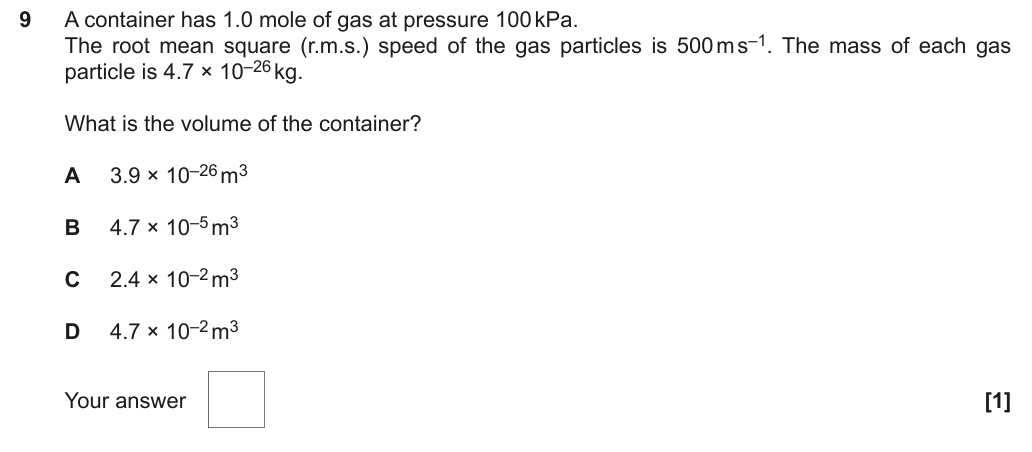 9 A container has 1.0 mole of gas at pressure 100 kPa.
The root mean square (r.m.s.) speed of the gas particles is 500 m s⁻¹. The mass of each gas
particle is 4.7 × 10⁻²⁶ kg.
What is the volume of the container?
A 3.9 × 10⁻²⁶ m³
B 4.7 × 10⁻⁵ m³
C 2.4 × 10⁻² m³
D 4.7 × 10⁻² m³
Your answer [1]